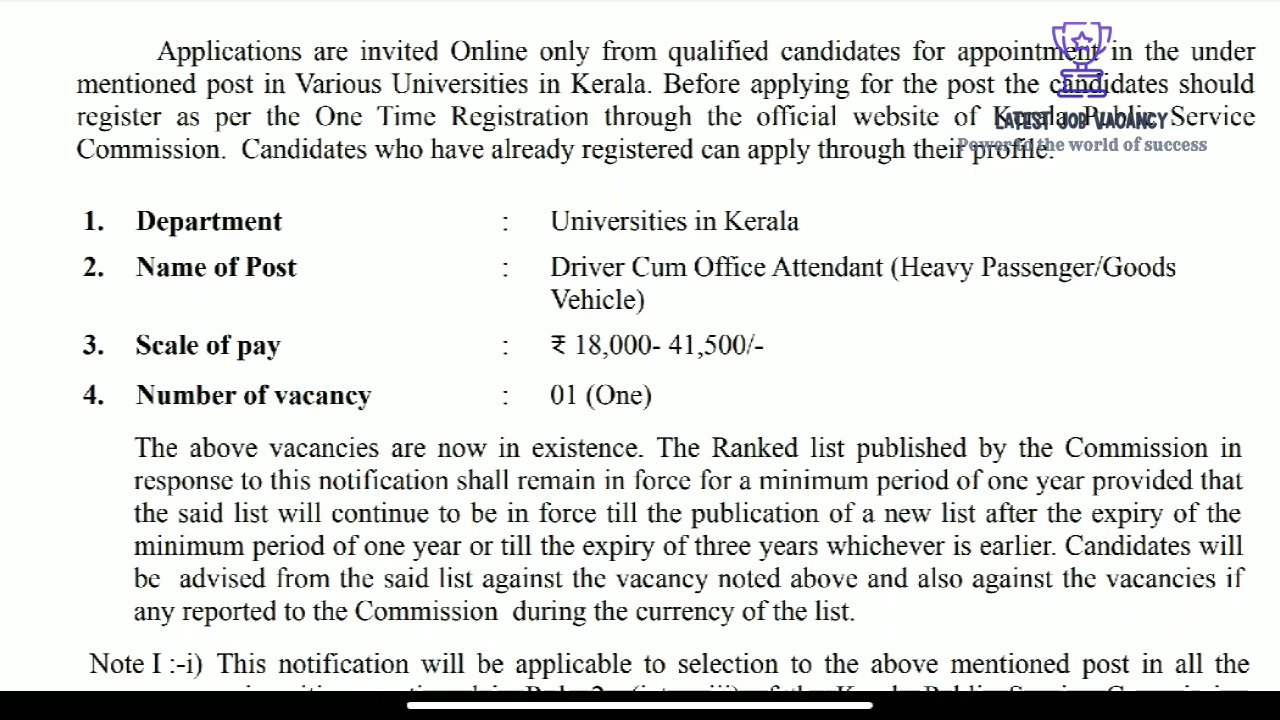 Applications are invited Online only from qualified candidates for appointment in the under
mentioned post in Various Universities in Kerala. Before applying for the post the candidates should
register as per the One Time Registration through the official website of Kerala Public Service
Commission. Candidates who have already registered can apply through their profile.
LATEST JOB VACANCY
Power to the world of success
1. Department : Universities in Kerala
2. Name of Post : Driver Cum Office Attendant (Heavy Passenger/Goods
Vehicle)
3. Scale of pay : ₹ 18,000- 41,500/-
4. Number of vacancy : 01 (One)
The above vacancies are now in existence. The Ranked list published by the Commission in
response to this notification shall remain in force for a minimum period of one year provided that
the said list will continue to be in force till the publication of a new list after the expiry of the
minimum period of one year or till the expiry of three years whichever is earlier. Candidates will
be advised from the said list against the vacancy noted above and also against the vacancies if
any reported to the Commission during the currency of the list.
Note I :-i) This notification will be applicable to selection to the above mentioned post in all the